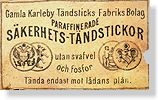 Gamla Karleby Tändsticks Fabriks Bolag
PARAFFINERADE
SÄKERHETS-TÄNDSTICKOR
utan svafvel
och fosfor
Tända endast mot lådans plån.